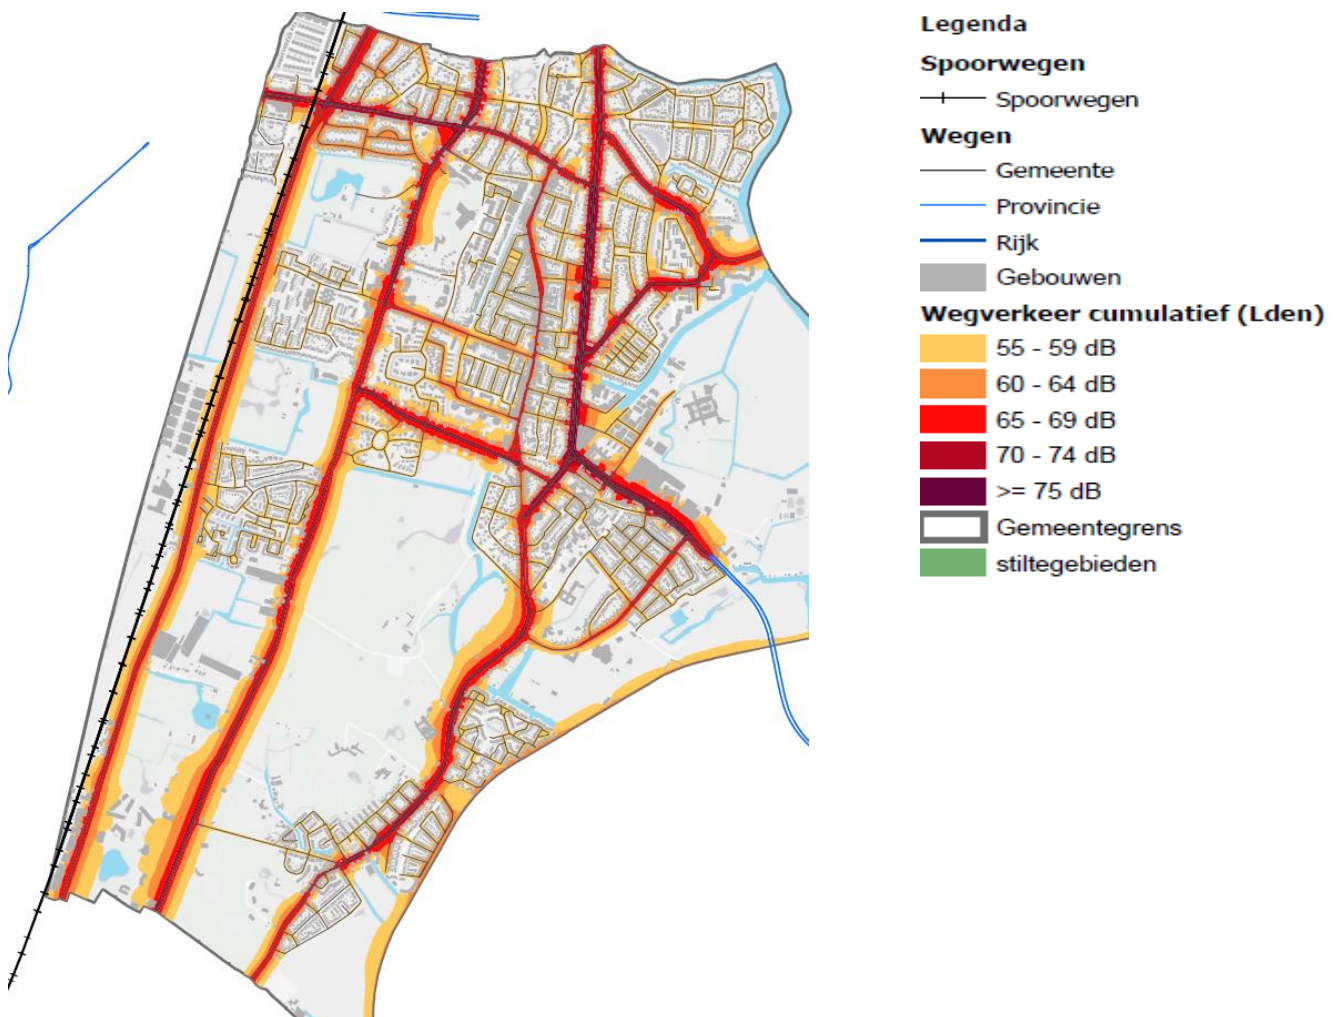 Legenda
Spoorwegen
Spoorwegen
Wegen
Gemeente
Provincie
Rijk
Gebouwen
Wegverkeer cumulatief (Lden)
55 - 59 dB
60 - 64 dB
65 - 69 dB
70 - 74 dB
>= 75 dB
Gemeentegrens
stiltegebieden